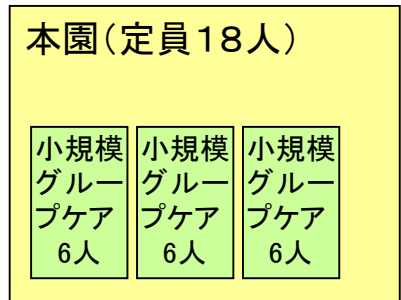 本園（定員１８人）
小規模
グルー
プケア
６人
小規模
グルー
プケア
６人
小規模
グルー
プケア
６人